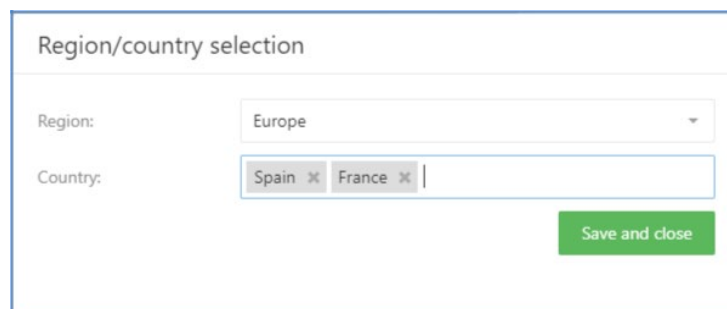 Region/country selection
Region: Europe
Country: Spain France
Save and close